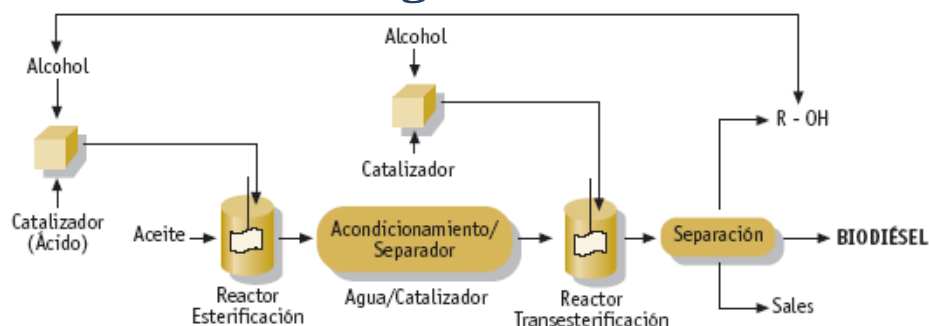 Alcohol
Alcohol
R - OH
Catalizador
Catalizador
(Ácido)
Aceite
Acondicionamiento/
Separador
Separación
BIODIÉSEL
Reactor
Esterificación
Agua/Catalizador
Reactor
Transesterificación
Sales